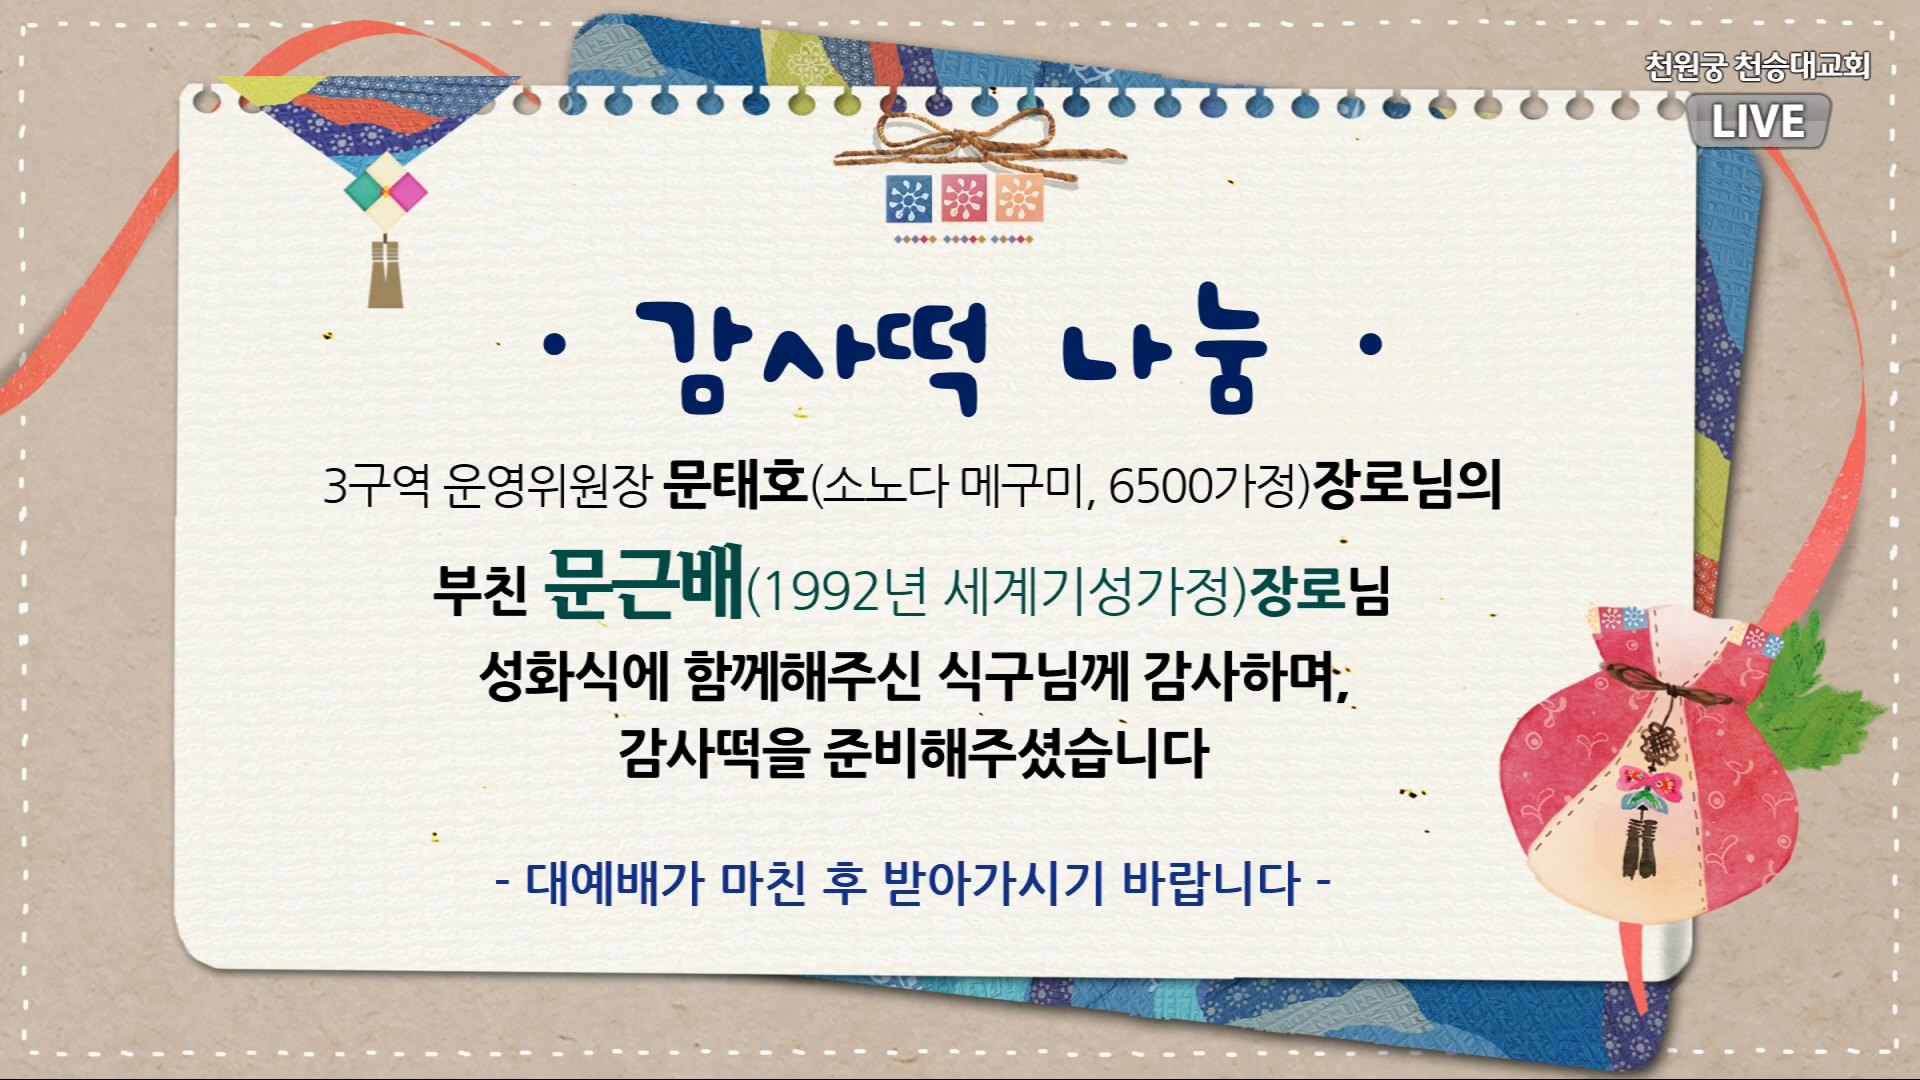 천원궁 천승대교회
LIVE
· 감사떡 나눔 ·
3구역 운영위원장 문태호(소노다 메구미, 6500가정)장로님의
부친 문근배(1992년 세계기성가정)장로님
성화식에 함께해주신 식구님께 감사하며,
감사떡을 준비해주셨습니다
- 대예배가 마친 후 받아가시기 바랍니다 -